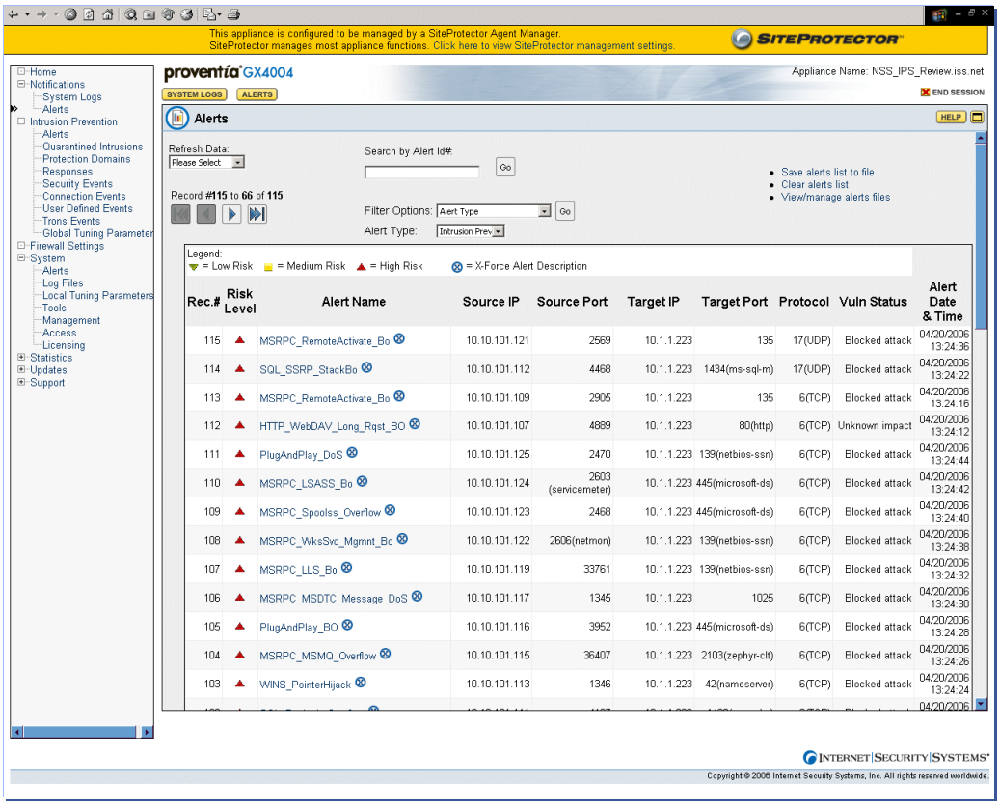 This appliance is configured to be managed by a SiteProtector Agent Manager.
SiteProtector manages most appliance functions. Click here to view SiteProtector management settings.
SITEPROTECTOR™
Home
Notifications
System Logs
Alerts
Intrusion Prevention
Alerts
Quarantined Intrusions
Protection Domains
Responses
Security Events
Connection Events
User Defined Events
Trons Events
Global Tuning Parameter
Firewall Settings
System
Alerts
Log Files
Local Tuning Parameters
Tools
Management
Access
Licensing
Statistics
Updates
Support
proventia GX4004
Appliance Name: NSS_IPS_Review.iss.net
SYSTEM LOGS ALERTS
END SESSION
Alerts
HELP
Refresh Data:
Please Select
Search by Alert Id#:
Go
Save alerts list to file
Clear alerts list
View/manage alerts files
Record #115 to 66 of 115
Filter Options: Alert Type Go
Alert Type: Intrusion Prev
Legend:
= Low Risk = Medium Risk = High Risk = X-Force Alert Description
Rec.# Risk Level Alert Name Source IP Source Port Target IP Target Port Protocol Vuln Status Alert Date & Time
115 MSRPC_RemoteActivate_Bo 10.10.101.121 2569 10.1.1.223 135 17(UDP) Blocked attack 04/20/2006 13:24:36
114 SQL_SSRP_StackBo 10.10.101.112 4468 10.1.1.223 1434(ms-sql-m) 17(UDP) Blocked attack 04/20/2006 13:24:22
113 MSRPC_RemoteActivate_Bo 10.10.101.109 2905 10.1.1.223 135 6(TCP) Blocked attack 04/20/2006 13.24.16
112 HTTP_WebDAV_Long_Rqst_BO 10.10.101.107 4889 10.1.1.223 80(http) 6(TCP) Unknown impact 04/20/2006 13:24:12
111 PlugAndPlay_DoS 10.10.101.125 2470 10.1.1.223 139(netbios-ssn) 6(TCP) Blocked attack 04/20/2006 13:24:44
110 MSRPC_LSASS_Bo 10.10.101.124 2603 (servicemeter) 10.1.1.223 445(microsoft-ds) 6(TCP) Blocked attack 04/20/2006 13:24:42
109 MSRPC_Spoolss_Overflow 10.10.101.123 2468 10.1.1.223 445(microsoft-ds) 6(TCP) Blocked attack 04/20/2006 13:24:40
108 MSRPC_WksSvc_Mgmnt_Bo 10.10.101.122 2606(netmon) 10.1.1.223 139(netbios-ssn) 6(TCP) Blocked attack 04/20/2006 13:24:38
107 MSRPC_LLS_Bo 10.10.101.119 33761 10.1.1.223 139(netbios-ssn) 6(TCP) Blocked attack 04/20/2006 13:24:32
106 MSRPC_MSDTC_Message_DoS 10.10.101.117 1345 10.1.1.223 1025 6(TCP) Blocked attack 04/20/2006 13:24:30
105 PlugAndPlay_BO 10.10.101.116 3952 10.1.1.223 445(microsoft-ds) 6(TCP) Blocked attack 04/20/2006 13:24:28
104 MSRPC_MSMQ_Overflow 10.10.101.115 36407 10.1.1.223 2103(zephyr-clt) 6(TCP) Blocked attack 04/20/2006 13:24:26
103 WINS_PointerHijack 10.10.101.113 1346 10.1.1.223 42(nameserver) 6(TCP) Blocked attack 04/20/2006 13:24:24
04/20/2006
INTERNET|SECURITY|SYSTEMS
Copyright © 2006 Internet Security Systems, Inc. All rights reserved worldwide.